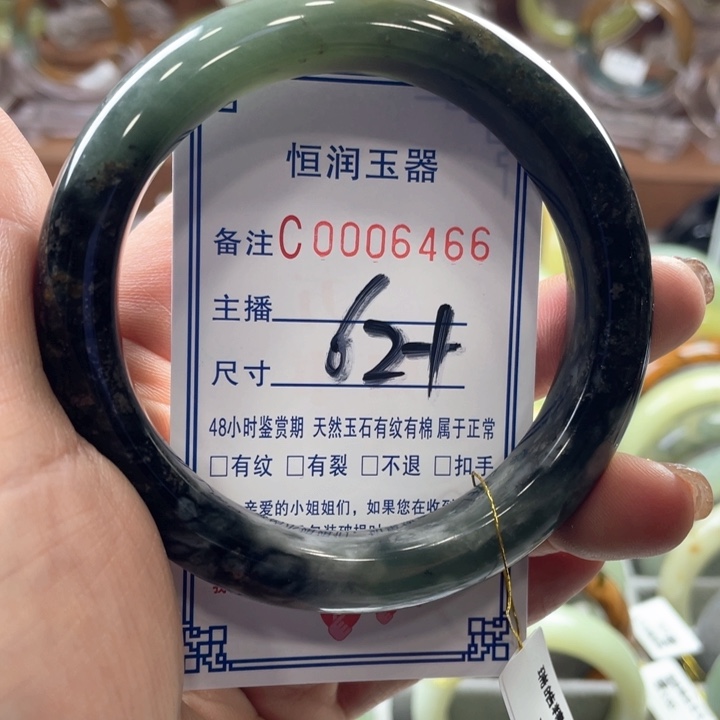 恒润玉器
备注C0006466
主播
62+
尺寸
48小时鉴赏期 天然玉石有纹有棉 属于正常
□有纹 □有裂 □不退 □扣手
亲爱的小姐姐们，如果您在收到